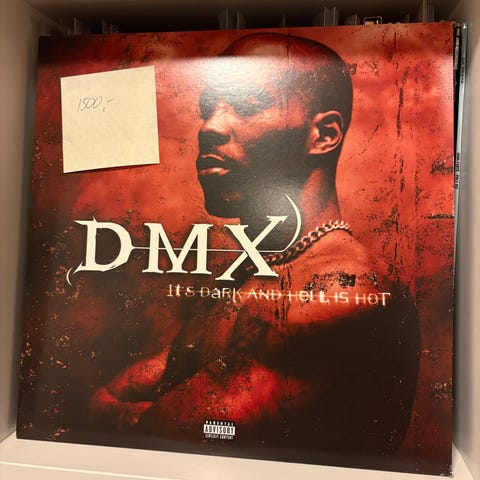 1500,-
DMX
IT'S DARK AND HELL IS HOT
PARENTAL
ADVISORY
EXPLICIT CONTENT